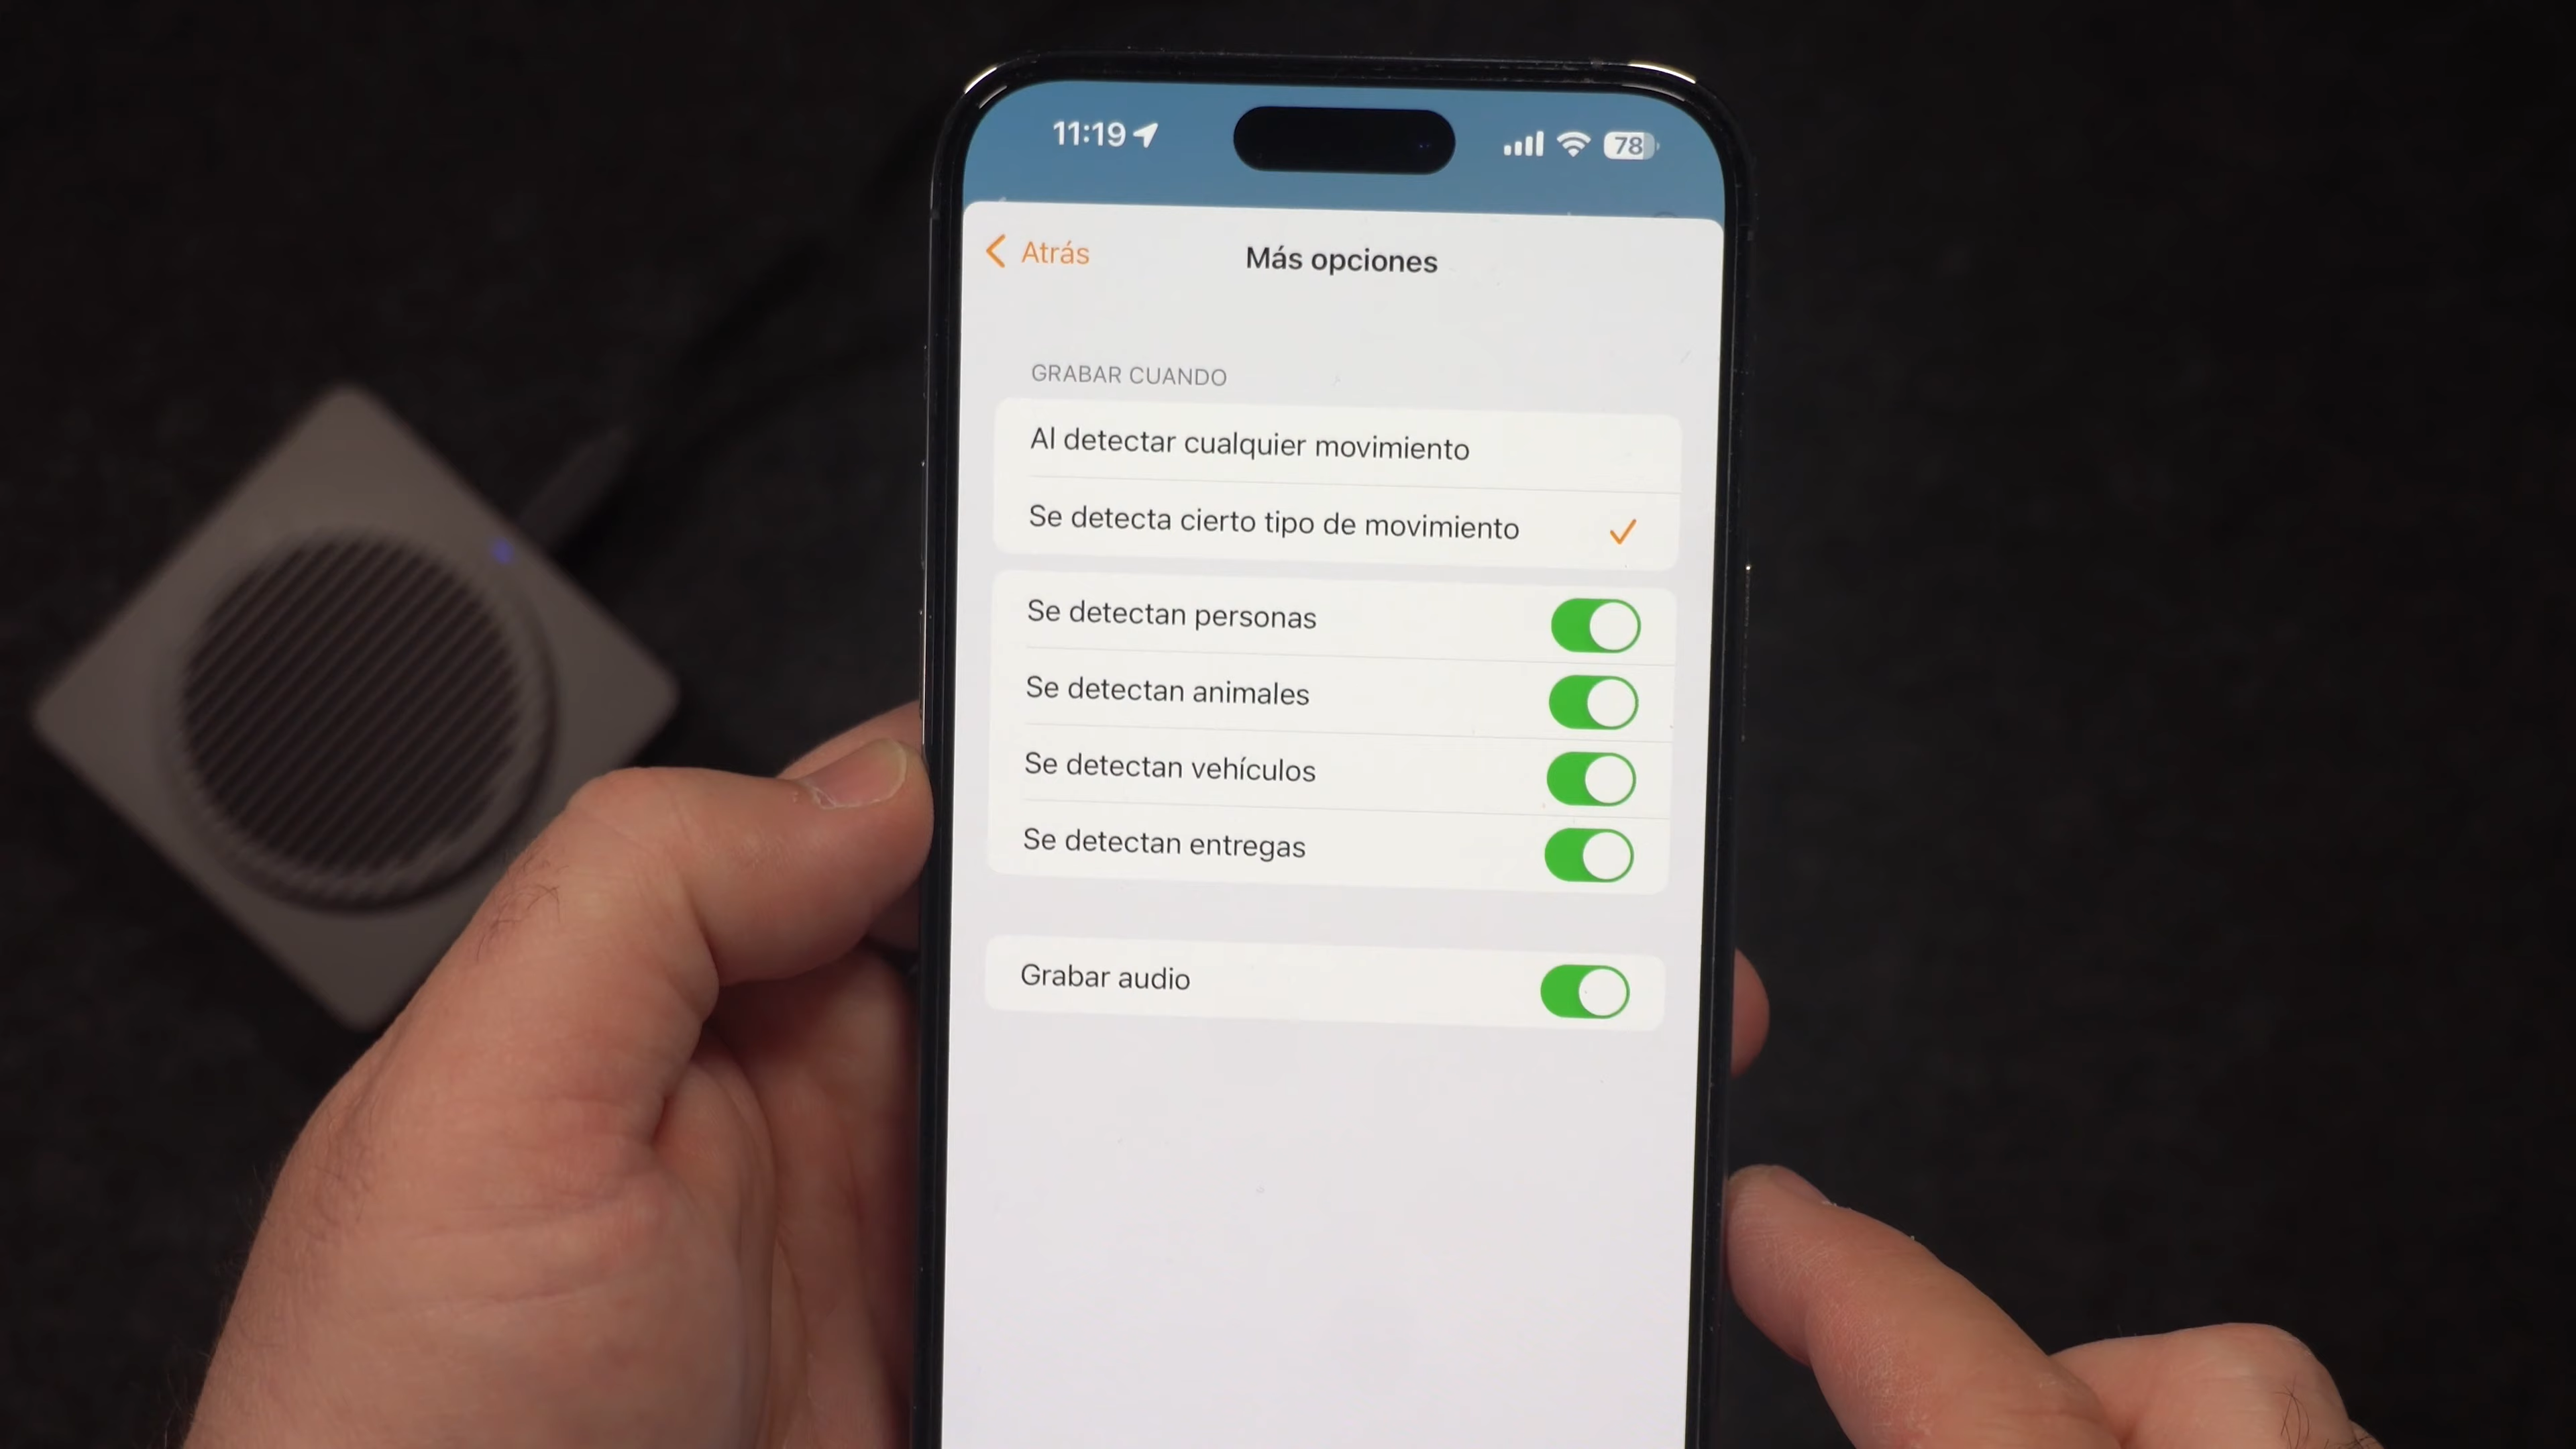 11:19
78
Atrás
Más opciones
GRABAR CUANDO
Al detectar cualquier movimiento
Se detecta cierto tipo de movimiento
Se detectan personas
Se detectan animales
Se detectan vehículos
Se detectan entregas
Grabar audio